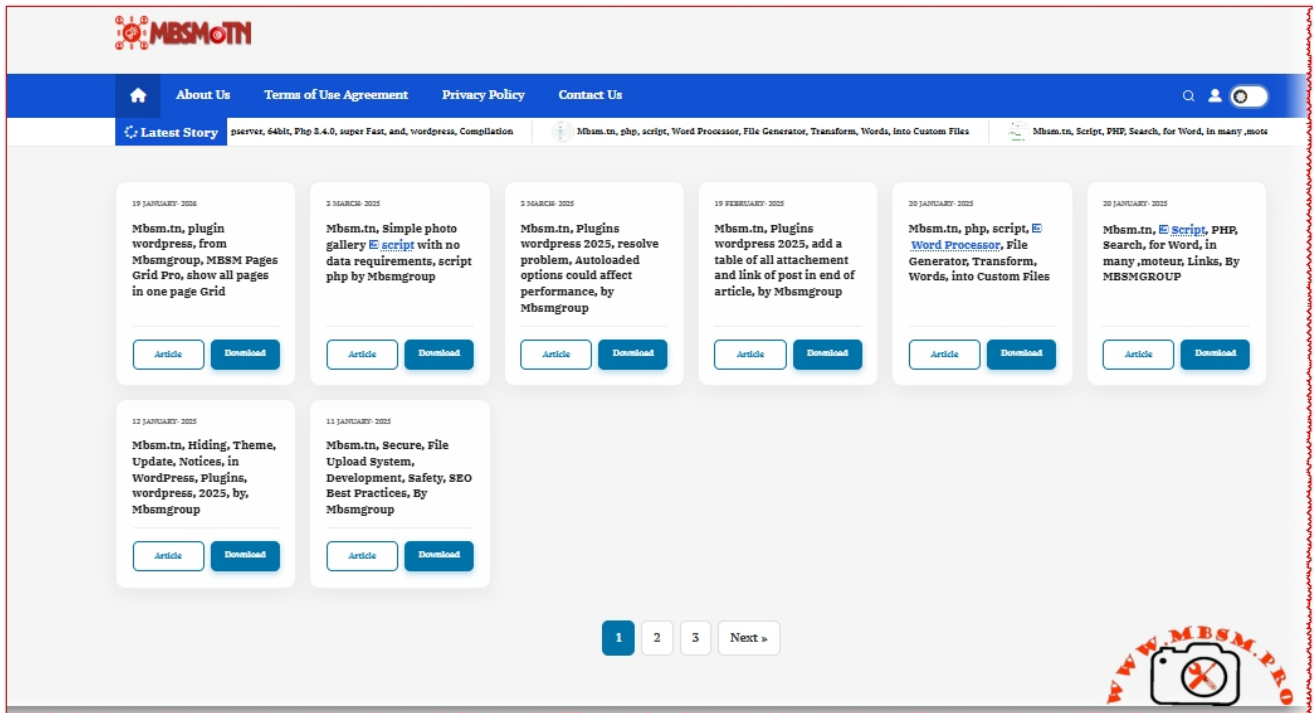 MBSMoTN
About Us
Terms of Use Agreement
Privacy Policy
Contact Us
Latest Story
pserver, 64bit, Php 8.4.0, super Fast, and, wordpress, Compilation
Mbsm.tn, php, script, Word Processor, File Generator, Transform, Words, into Custom Files
Mbsm.tn, Script, PHP, Search, for Word, in many ,mote
19 JANUARY- 2026
Mbsm.tn, plugin
wordpress, from
Mbsmgroup, MBSM Pages
Grid Pro, show all pages
in one page Grid
Article
Download
3 MARCH- 2025
Mbsm.tn, Simple photo
gallery script with no
data requirements, script
php by Mbsmgroup
Article
Download
3 MARCH- 2025
Mbsm.tn, Plugins
wordpress 2025, resolve
problem, Autoloaded
options could affect
performance, by
Mbsmgroup
Article
Download
19 FEBRUARY- 2025
Mbsm.tn, Plugins
wordpress 2025, add a
table of all attachement
and link of post in end of
article, by Mbsmgroup
Article
Download
20 JANUARY- 2025
Mbsm.tn, php, script,
Word Processor, File
Generator, Transform,
Words, into Custom Files
Article
Download
20 JANUARY- 2025
Mbsm.tn, Script, PHP,
Search, for Word, in
many ,moteur, Links, By
MBSMGROUP
Article
Download
12 JANUARY- 2025
Mbsm.tn, Hiding, Theme,
Update, Notices, in
WordPress, Plugins,
wordpress, 2025, by,
Mbsmgroup
Article
Download
11 JANUARY- 2025
Mbsm.tn, Secure, File
Upload System,
Development, Safety, SEO
Best Practices, By
Mbsmgroup
Article
Download
1
2
3
Next »
WWW.MBSM.PRO